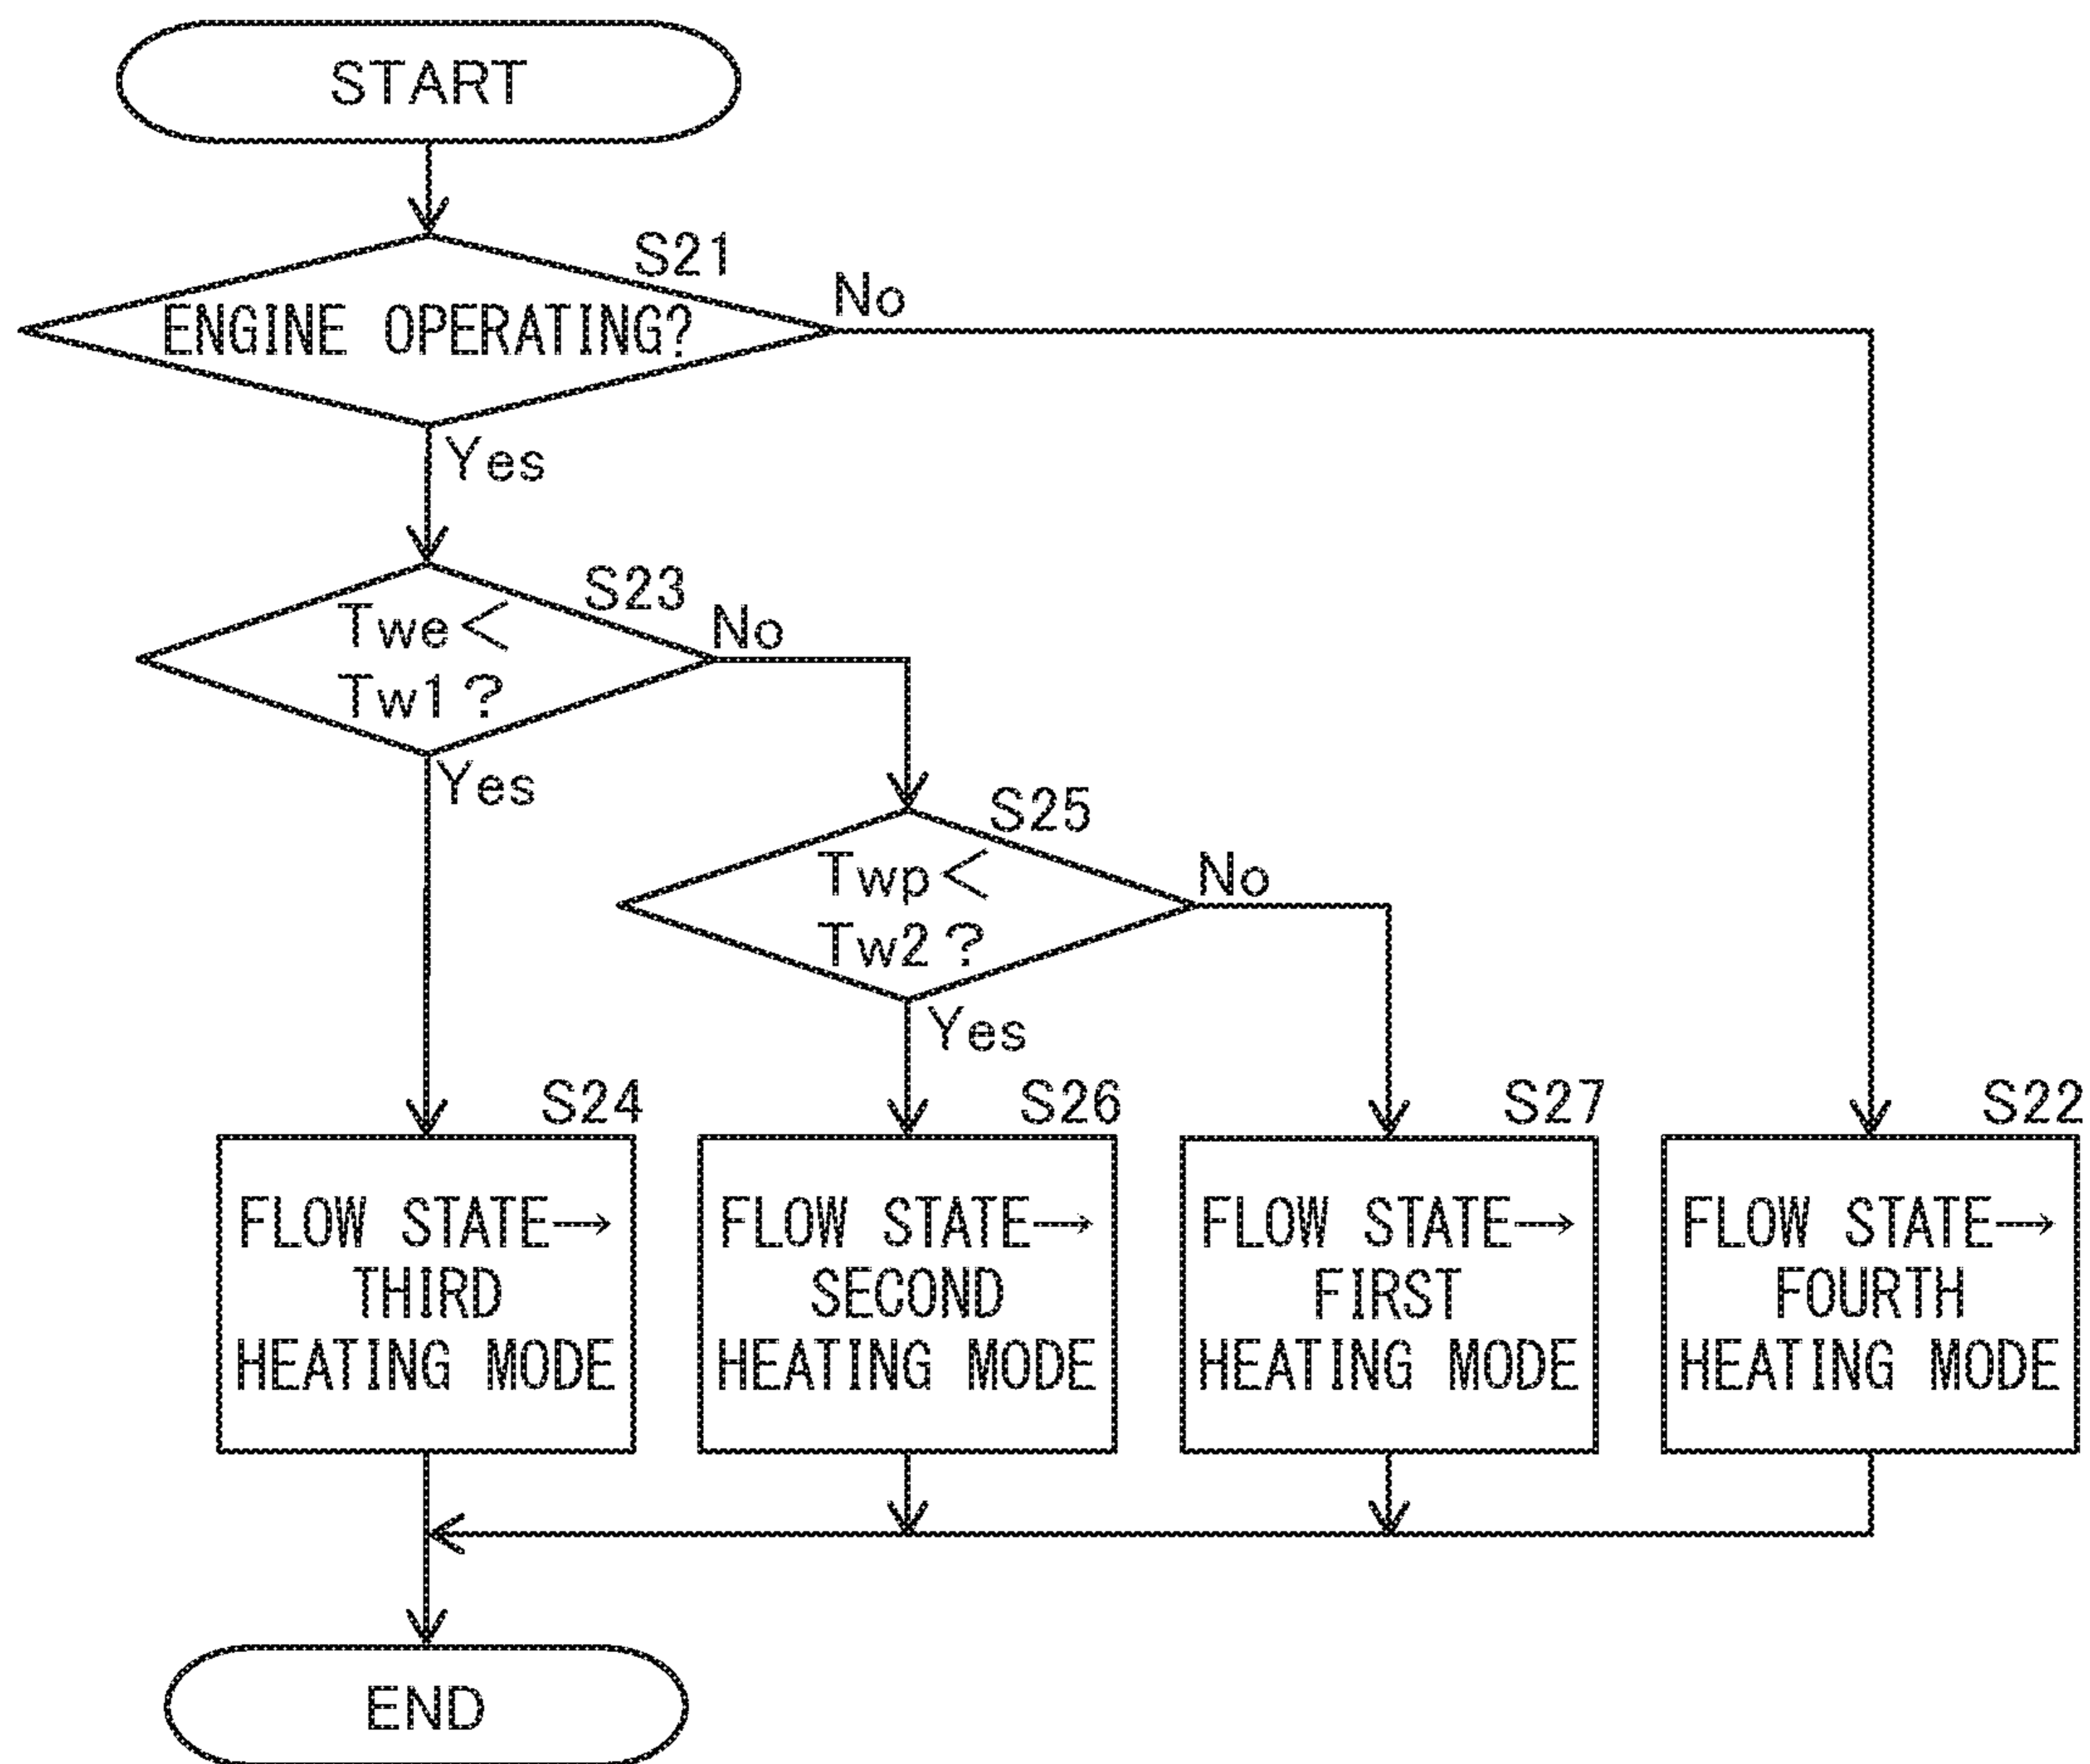 START
S21
ENGINE OPERATING?
No
Yes
S23
Twe<
Tw1?
No
Yes
S25
Twp<
Tw2?
No
Yes
S24
FLOW STATE→
THIRD
HEATING MODE
S26
FLOW STATE→
SECOND
HEATING MODE
S27
FLOW STATE→
FIRST
HEATING MODE
S22
FLOW STATE→
FOURTH
HEATING MODE
END